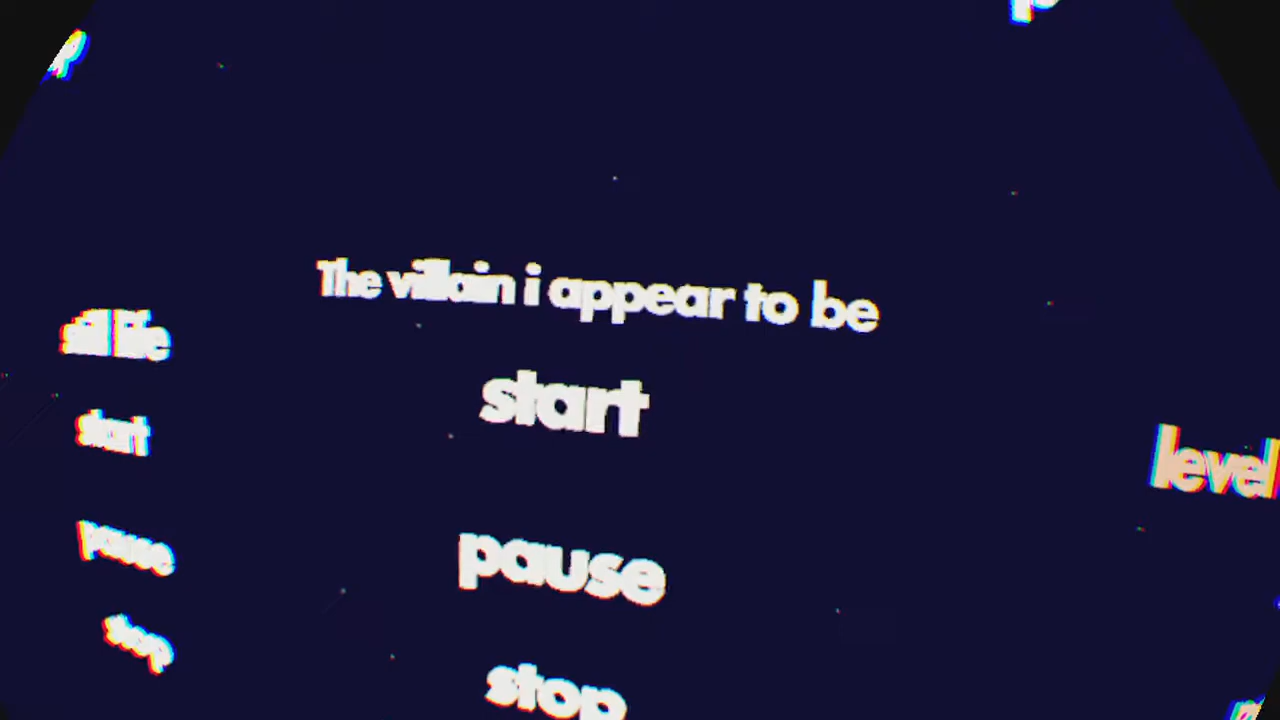 The villain i appear to be
start
pause
stop
still life
start
pause
stop
level